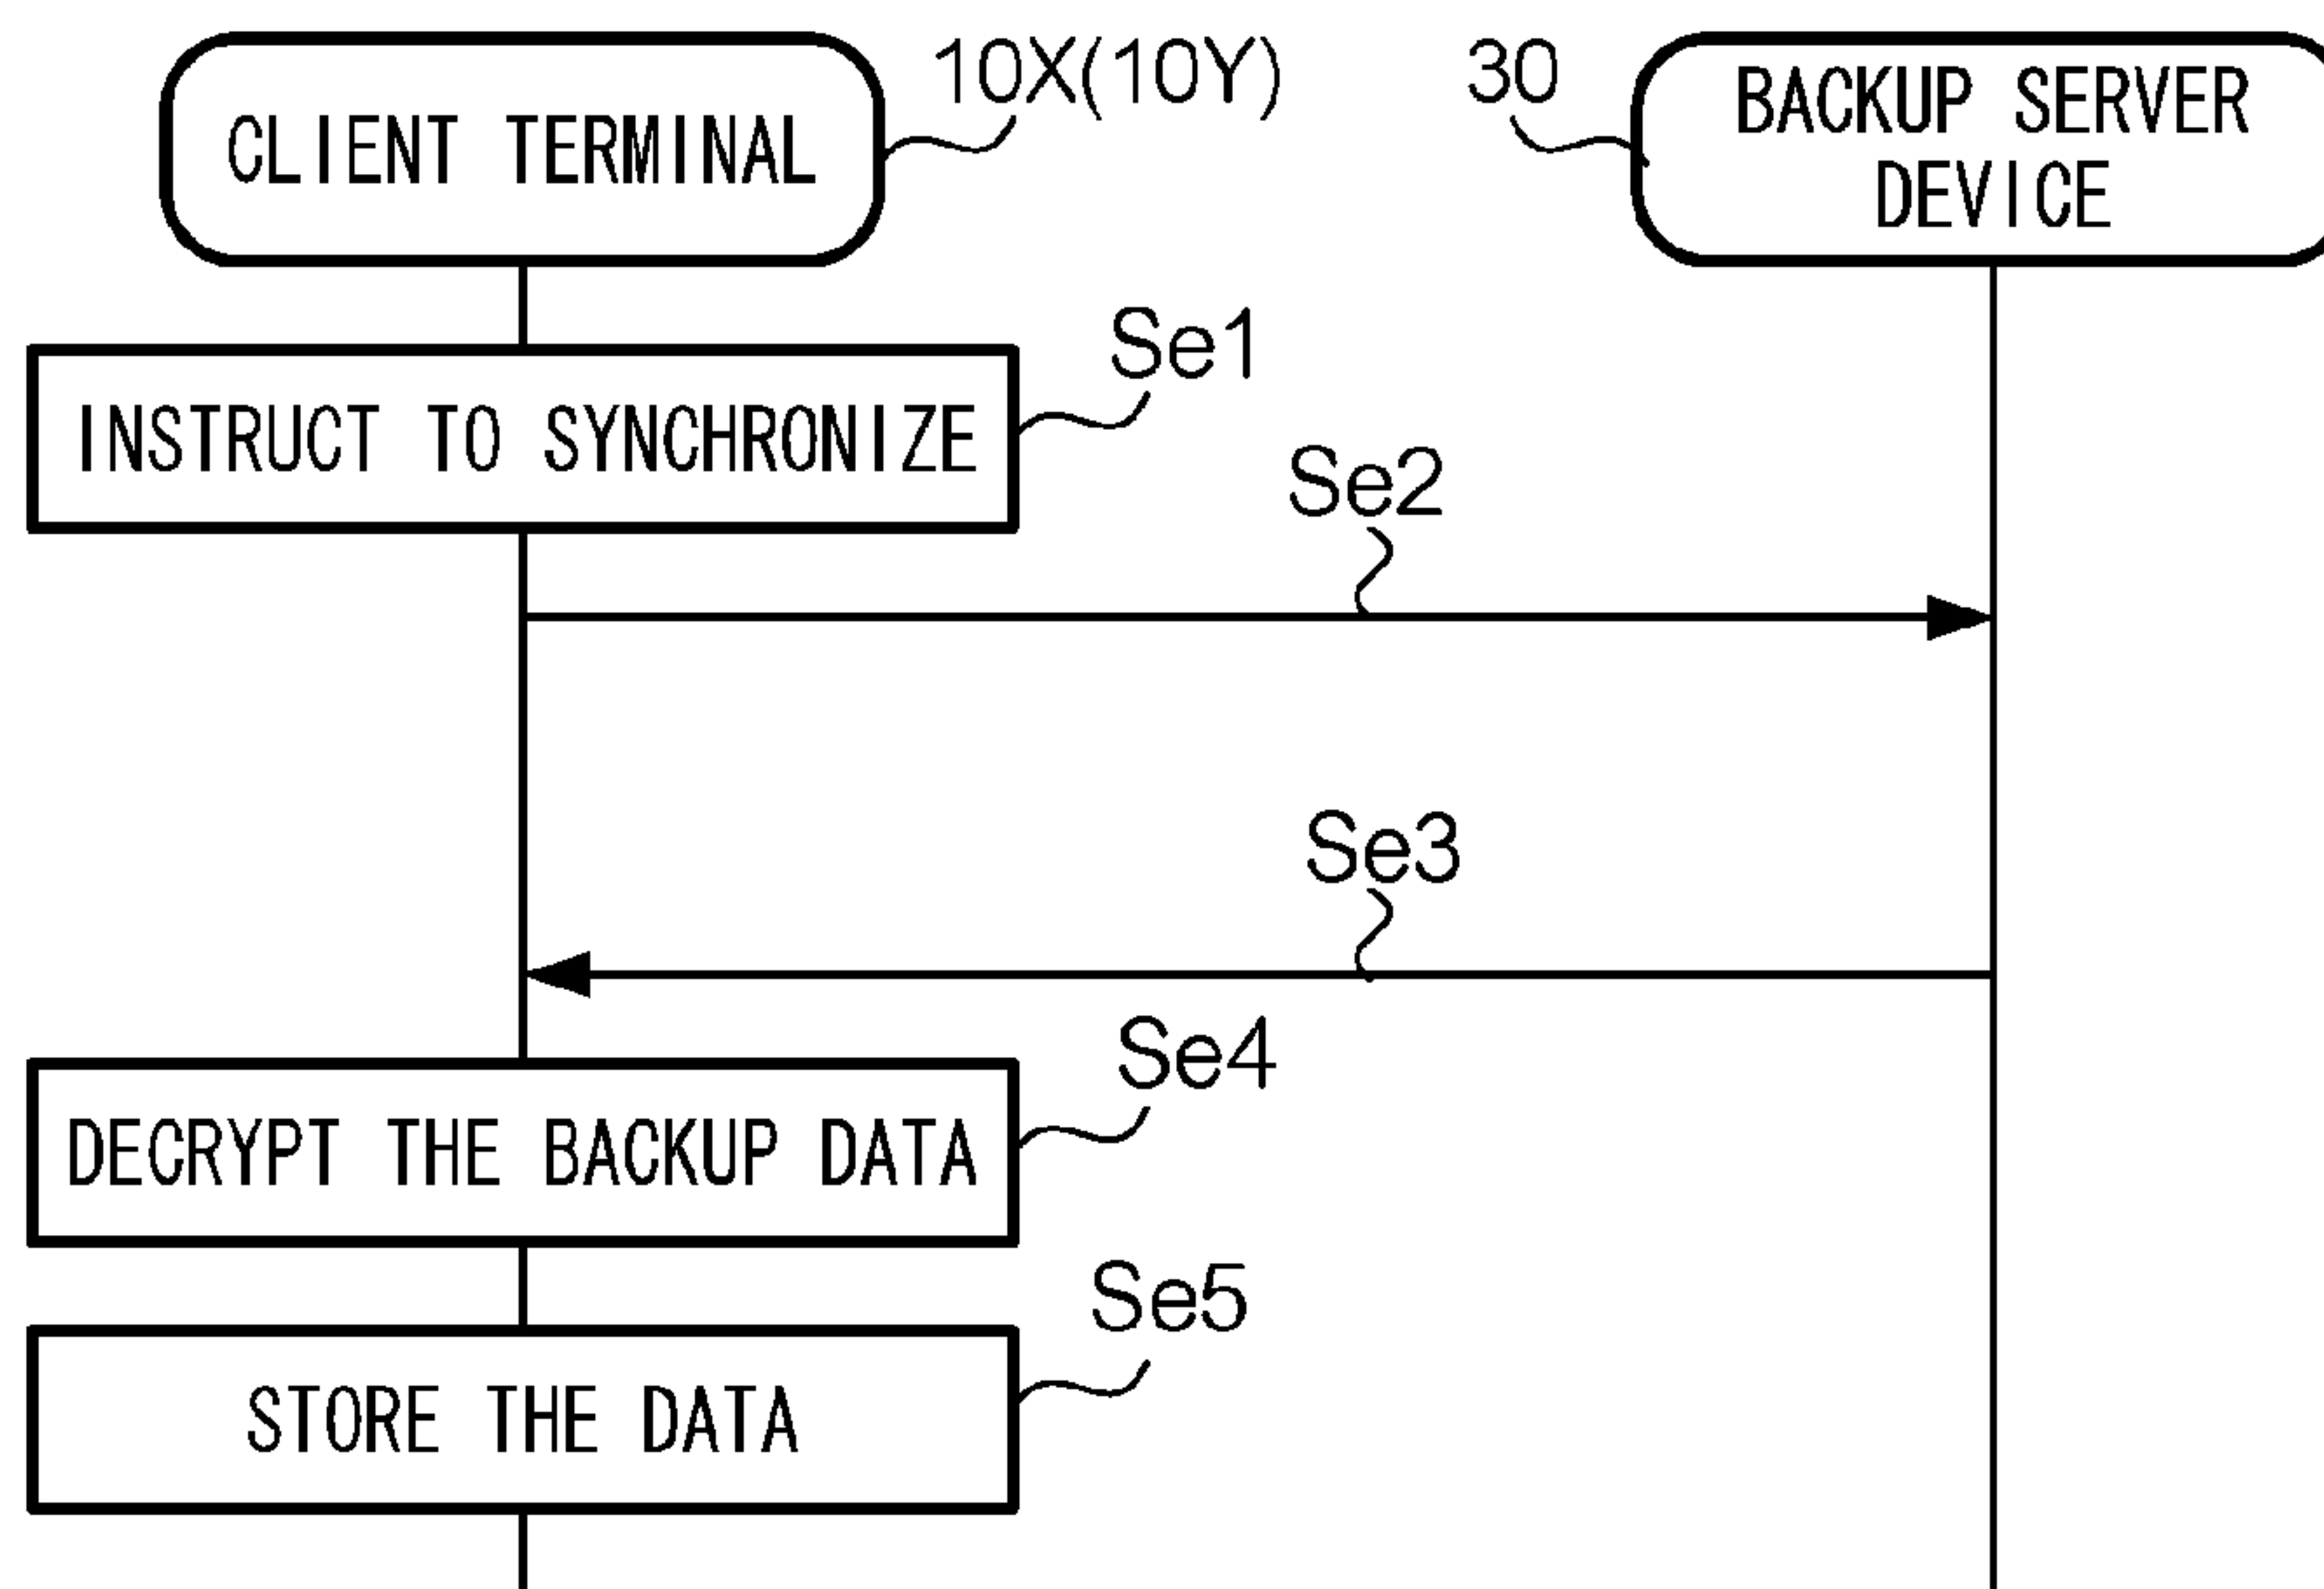 CLIENT TERMINAL
10X(10Y)
30
BACKUP SERVER
DEVICE
Se1
INSTRUCT TO SYNCHRONIZE
Se2
Se3
Se4
DECRYPT THE BACKUP DATA
Se5
STORE THE DATA